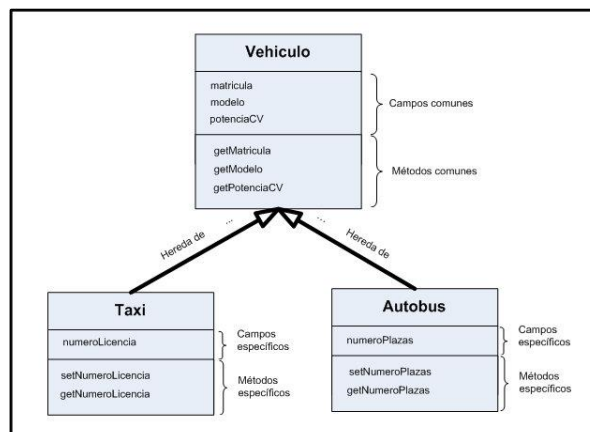 Vehiculo
matricula
modelo
potenciaCV
Campos comunes
getMatricula
getModelo
getPotenciaCV
Métodos comunes
...
...
Hereda de
Hereda de
Taxi
numeroLicencia
Campos
específicos
setNumeroLicencia
getNumeroLicencia
Métodos
específicos
Autobus
numeroPlazas
Campos
específicos
setNumeroPlazas
getNumeroPlazas
Métodos
específicos